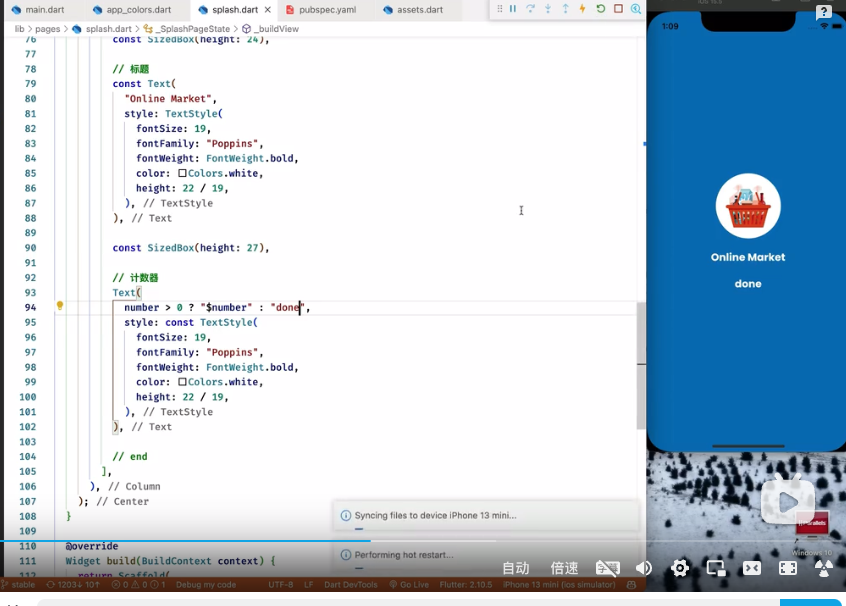 main.dart app_colors.dart splash.dart pubspec.yaml assets.dart
lib > pages > splash.dart > _SplashPageState > _buildView
76 const SizedBox(height: 24),
77
78 // 标题
79 const Text(
80 "Online Market",
81 style: TextStyle(
82 fontSize: 19,
83 fontFamily: "Poppins",
84 fontWeight: FontWeight.bold,
85 color: Colors.white,
86 height: 22 / 19,
87 ), // TextStyle
88 ), // Text
89
90 const SizedBox(height: 27),
91
92 // 计数器
93 Text(
94 number > 0 ? "$number" : "done",
95 style: const TextStyle(
96 fontSize: 19,
97 fontFamily: "Poppins",
98 fontWeight: FontWeight.bold,
99 color: Colors.white,
100 height: 22 / 19,
101 ), // TextStyle
102 ), // Text
103
104 // end
105 ],
106 ), // Column
107 ); // Center
108 }
109
110 @override
111 Widget build(BuildContext context) {
112 return Scaffold(
Syncing files to device iPhone 13 mini...
Performing hot restart...
stable 1203↓ 10↑ 0 0 1 Debug my code UTF-8 LF Dart DevTools Go Live Flutter: 2.10.5 iPhone 13 mini (ios simulator)
自动 倍速
1:09
Online Market
done
Parallels
Windows 10